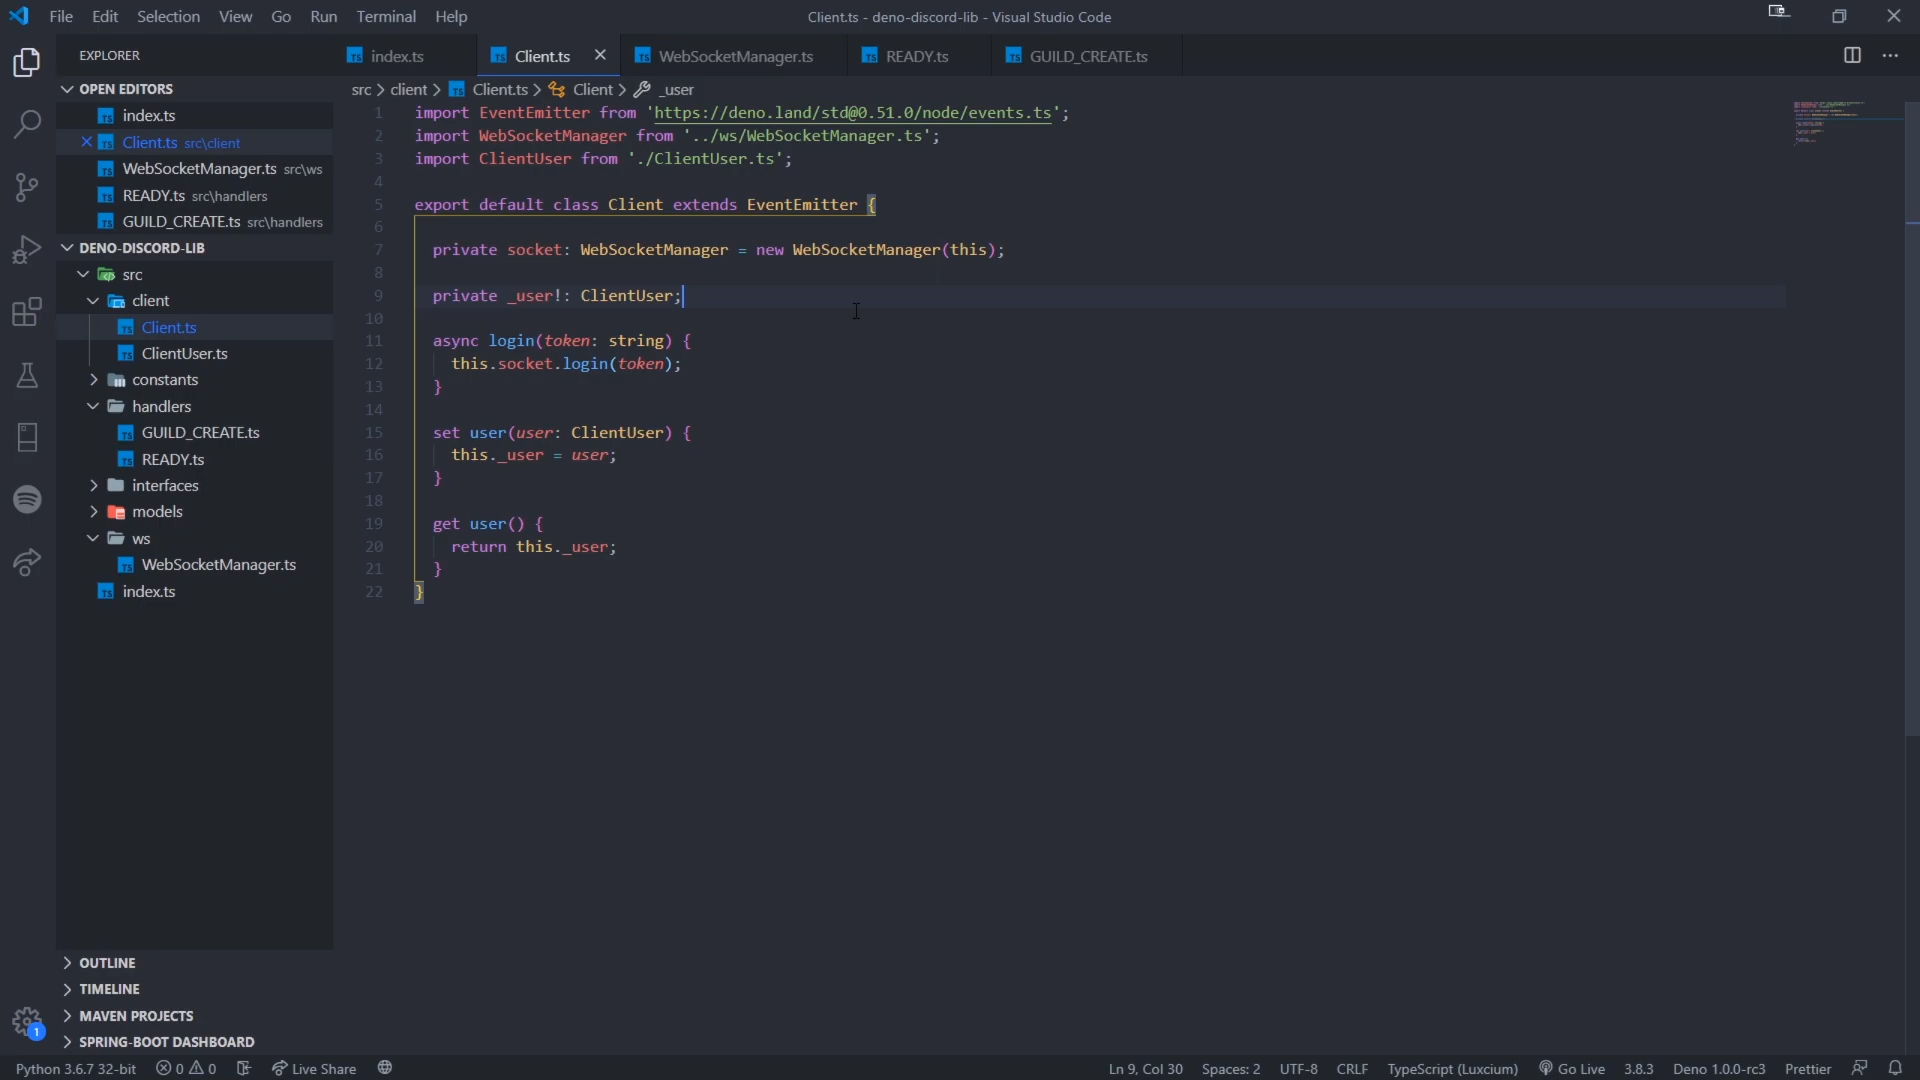 File Edit Selection View Go Run Terminal Help
Client.ts - deno-discord-lib - Visual Studio Code
EXPLORER
index.ts
Client.ts
WebSocketManager.ts
READY.ts
GUILD_CREATE.ts
OPEN EDITORS
index.ts
Client.ts src\client
WebSocketManager.ts src\ws
READY.ts src\handlers
GUILD_CREATE.ts src\handlers
DENO-DISCORD-LIB
src
client
Client.ts
ClientUser.ts
constants
handlers
GUILD_CREATE.ts
READY.ts
interfaces
models
ws
WebSocketManager.ts
index.ts
OUTLINE
TIMELINE
MAVEN PROJECTS
SPRING-BOOT DASHBOARD
1
src > client > Client.ts > Client > _user
1 import EventEmitter from 'https://deno.land/std@0.51.0/node/events.ts';
2 import WebSocketManager from '../ws/WebSocketManager.ts';
3 import ClientUser from './ClientUser.ts';
4
5 export default class Client extends EventEmitter {
6
7 private socket: WebSocketManager = new WebSocketManager(this);
8
9 private _user!: ClientUser;
10
11 async login(token: string) {
12 this.socket.login(token);
13 }
14
15 set user(user: ClientUser) {
16 this._user = user;
17 }
18
19 get user() {
20 return this._user;
21 }
22 }
Python 3.6.7 32-bit 0 0 Live Share Ln 9, Col 30 Spaces: 2 UTF-8 CRLF TypeScript (Luxcium) Go Live 3.8.3 Deno 1.0.0-rc3 Prettier